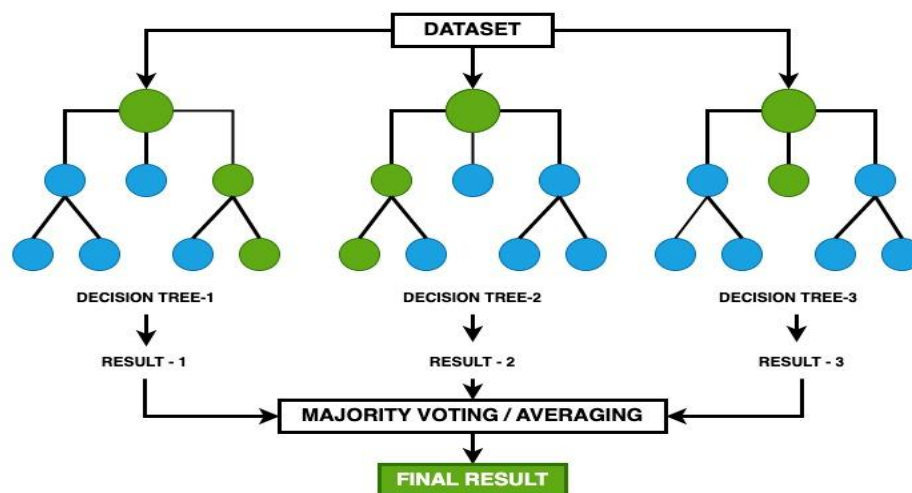 DATASET
DECISION TREE-1
DECISION TREE-2
DECISION TREE-3
RESULT - 1
RESULT - 2
RESULT - 3
MAJORITY VOTING / AVERAGING
FINAL RESULT